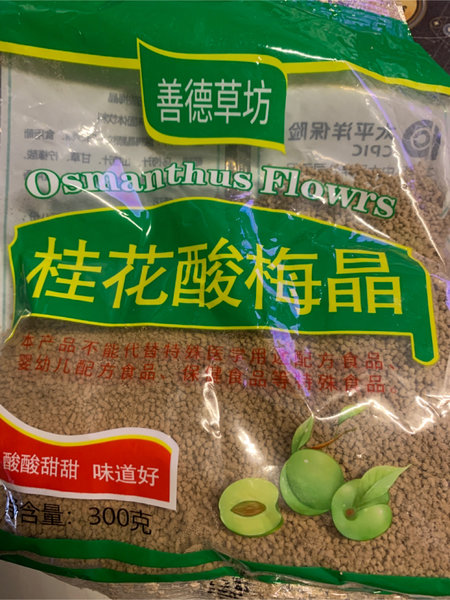 善德草坊
Osmanthus Flowrs
桂花酸梅晶
本产品不能代替特殊医学用途配方食品、
婴幼儿配方食品、保健食品等特殊食品。
酸酸甜甜 味道好
含量：300克
太平洋保险
CPIC